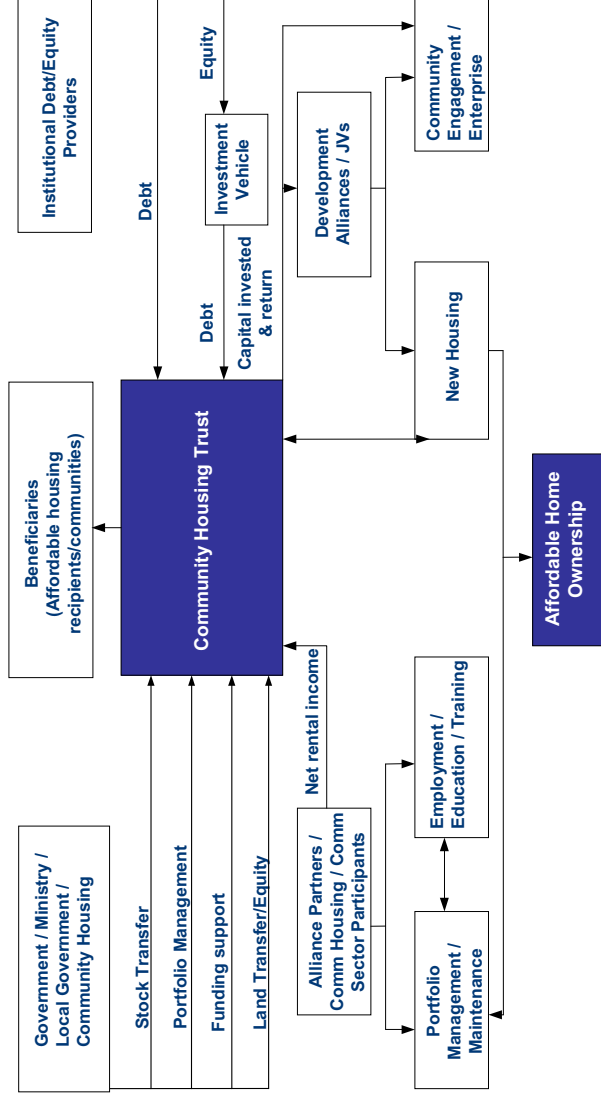 Government / Ministry /
Local Government /
Community Housing
Beneficiaries
(Affordable housing
recipients/communities)
Institutional Debt/Equity
Providers
Stock Transfer
Portfolio Management
Funding support
Land Transfer/Equity
Community Housing Trust
Debt
Equity
Debt
Investment
Vehicle
Capital invested
& return
Net rental income
Alliance Partners /
Comm Housing / Comm
Sector Participants
Development
Alliances / JVs
Portfolio
Management /
Maintenance
Employment /
Education / Training
New Housing
Community
Engagement /
Enterprise
Affordable Home
Ownership